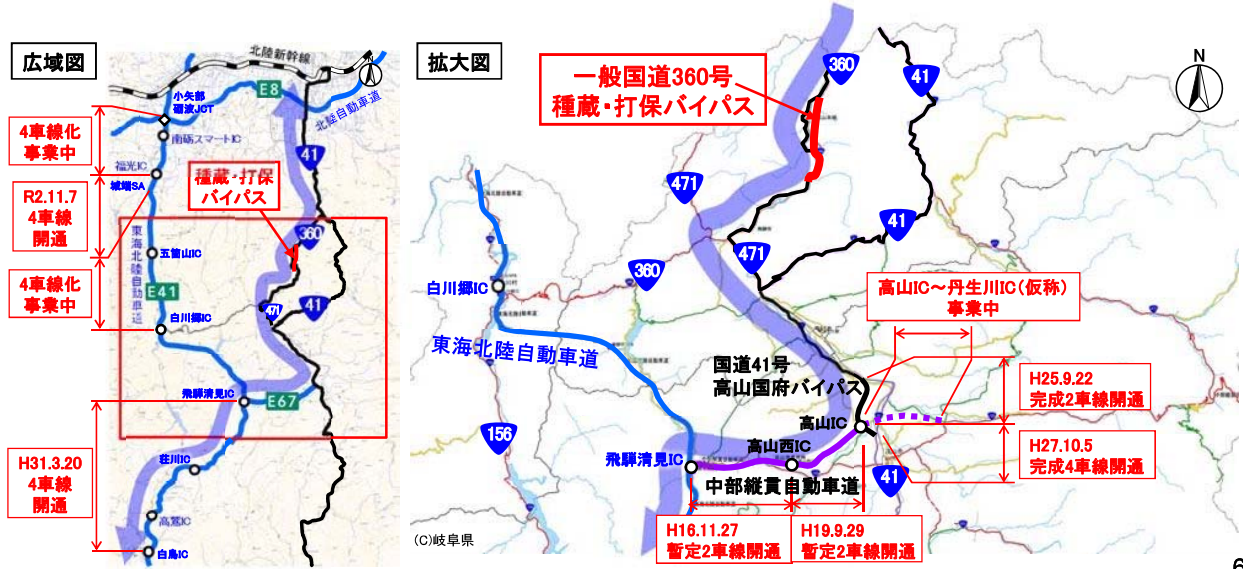 広域図
北陸新幹線
N
小矢部
砺波JCT
E8
北陸自動車道
4車線化
事業中
南砺スマートIC
福光IC
41
城端SA
種蔵・打保
バイパス
R2.11.7
4車線
開通
東海北陸自動車道
360
五箇山IC
4車線化
事業中
E41
471
41
白川郷IC
飛騨清見IC
E67
H31.3.20
4車線
開通
荘川IC
高鷲IC
白鳥IC
拡大図
一般国道360号
種蔵・打保バイパス
360
41
N
471
41
471
360
白川郷IC
高山IC~丹生川IC(仮称)
事業中
東海北陸自動車道
国道41号
高山国府バイパス
H25.9.22
完成2車線開通
156
高山IC
高山西IC
飛騨清見IC
H27.10.5
完成4車線開通
41
中部縦貫自動車道
H16.11.27
暫定2車線開通
H19.9.29
暫定2車線開通
(C)岐阜県
6